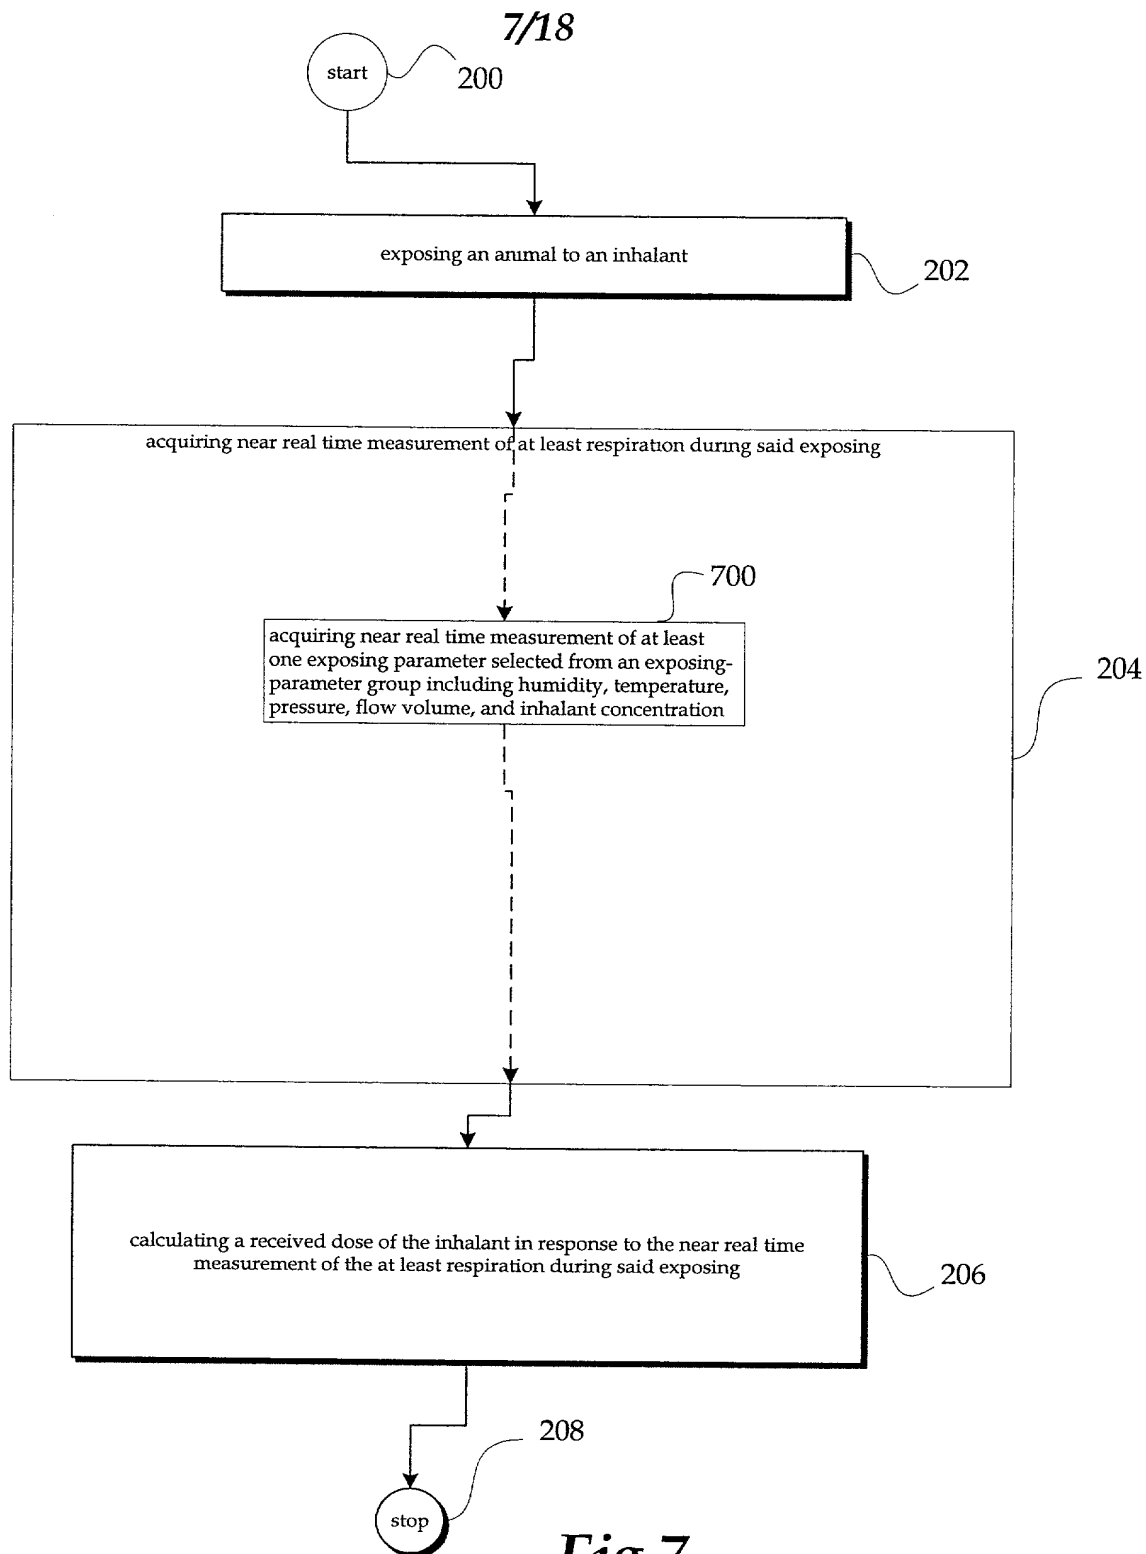 7/18
start
200
exposing an animal to an inhalant
202
acquiring near real time measurement of at least respiration during said exposing
700
acquiring near real time measurement of at least
one exposing parameter selected from an exposing-
parameter group including humidity, temperature,
pressure, flow volume, and inhalant concentration
204
calculating a received dose of the inhalant in response to the near real time
measurement of the at least respiration during said exposing
206
208
stop
Fig 7